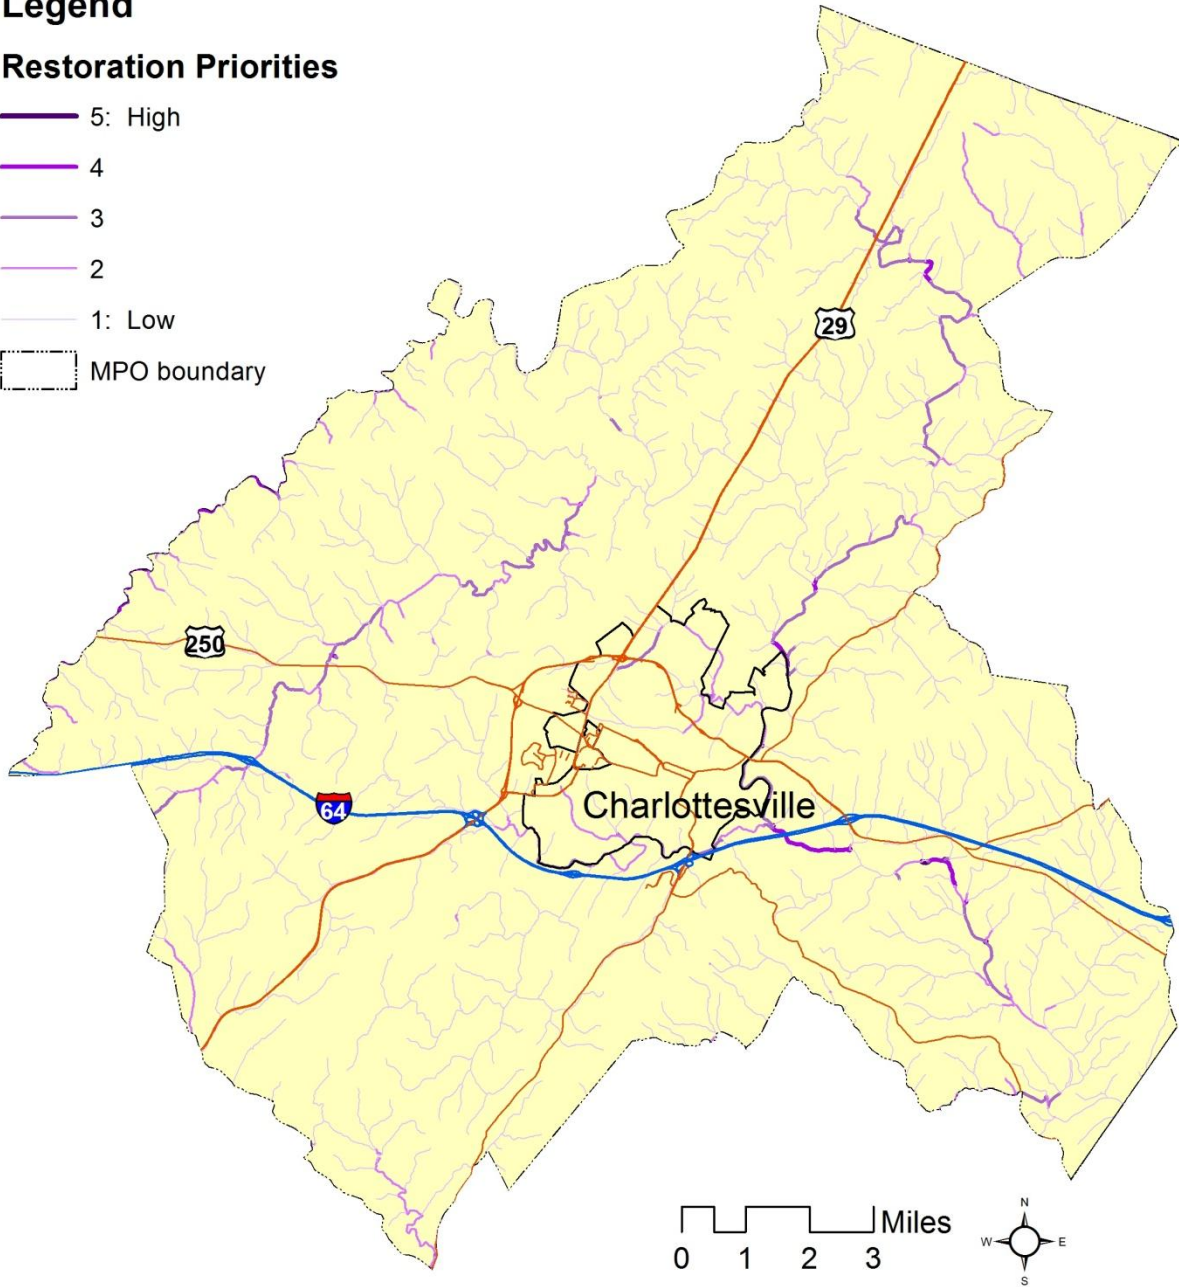 Legend
Restoration Priorities
5: High
4
3
2
1: Low
MPO boundary
29
250
64
Charlottesville
Miles
0 1 2 3
N
W E
S